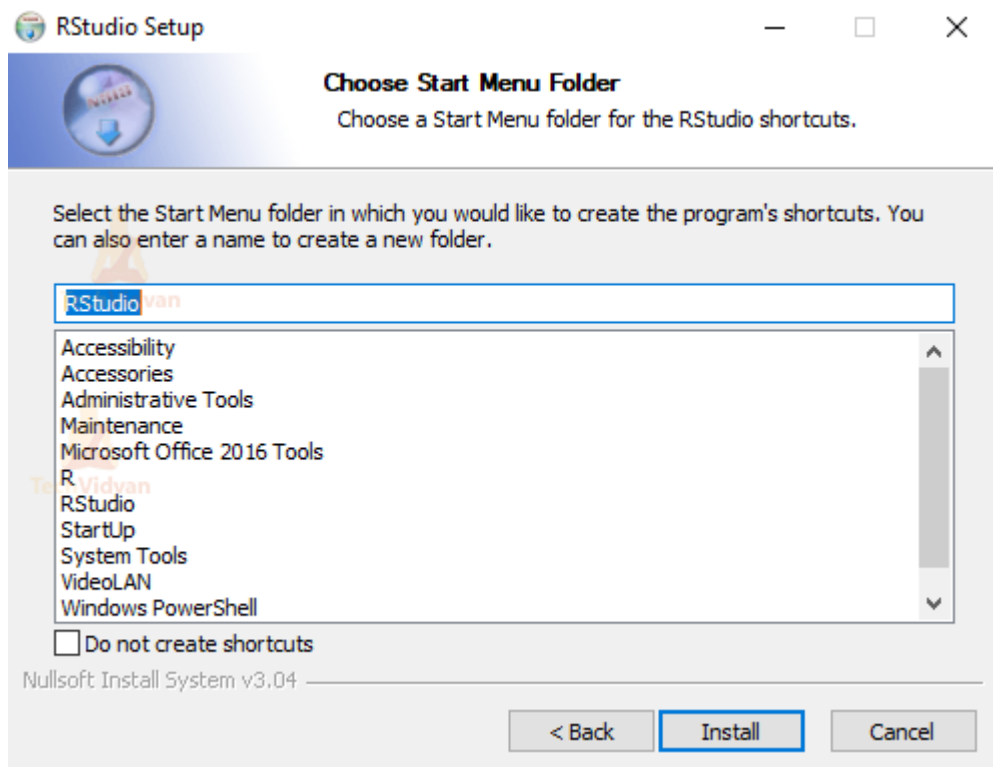 RStudio Setup
Choose Start Menu Folder
Choose a Start Menu folder for the RStudio shortcuts.
Select the Start Menu folder in which you would like to create the program's shortcuts. You
can also enter a name to create a new folder.
RStudio
Accessibility
Accessories
Administrative Tools
Maintenance
Microsoft Office 2016 Tools
R
Vidvan
RStudio
StartUp
System Tools
VideoLAN
Windows PowerShell
Do not create shortcuts
Nullsoft Install System v3.04
< Back
Install
Cancel